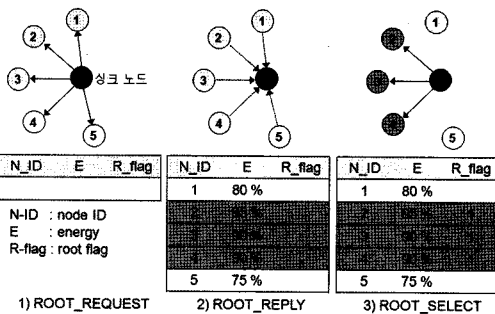 1
2
3
4
5
싱크 노드
1
2
3
4
5
1
5
N_ID E R_flag
N-ID : node ID
E : energy
R-flag : root flag
N_ID E R_flag
1 80 %
5 75 %
N_ID E R_flag
1 80 %
5 75 %
1) ROOT_REQUEST
2) ROOT_REPLY
3) ROOT_SELECT